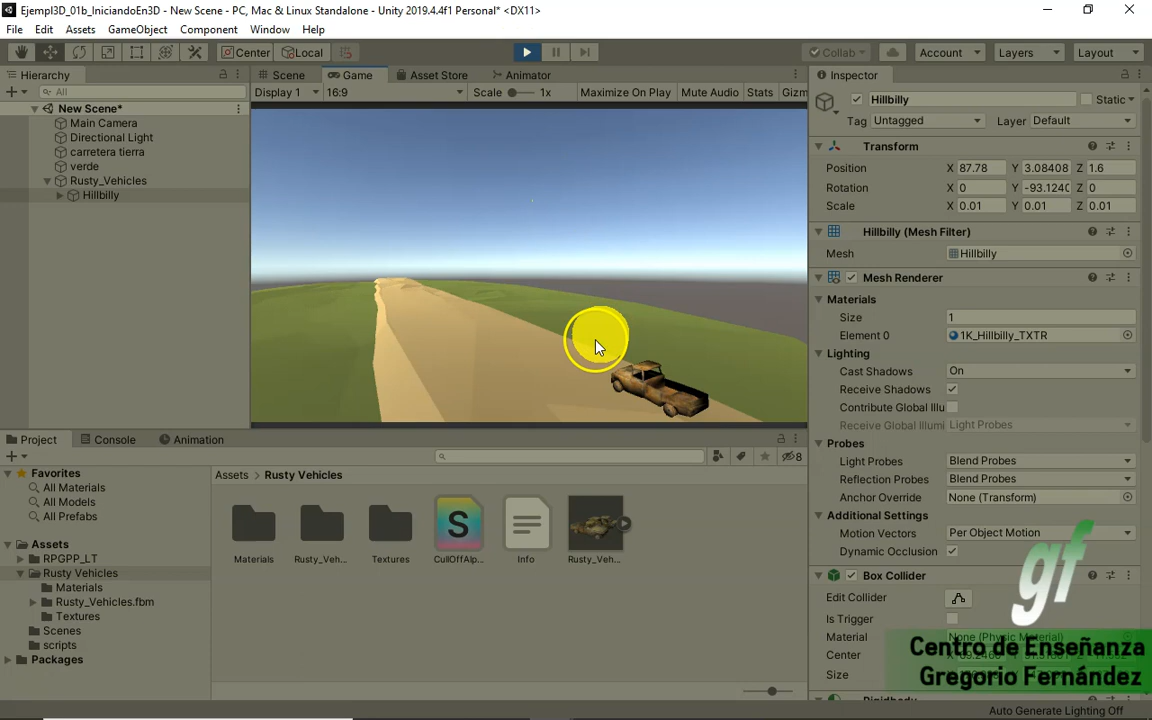 Ejempl3D_01b_IniciandoEn3D - New Scene - PC, Mac & Linux Standalone - Unity 2019.4.4f1 Personal* <DX11>
File Edit Assets GameObject Component Window Help
Center Local Collab Account Layers Layout
Hierarchy Scene Game Asset Store Animator Inspector
All Display 1 16:9 Scale 1x Maximize On Play Mute Audio Stats Gizm
Hillbilly Static
New Scene*
Main Camera
Tag Untagged Layer Default
Directional Light
carretera tierra
Transform
verde
Position X 87.78 Y 3.08408 Z 1.6
Rusty_Vehicles
Rotation X 0 Y -93.124( Z 0
Hillbilly
Scale X 0.01 Y 0.01 Z 0.01
Hillbilly (Mesh Filter)
Mesh Hillbilly
Mesh Renderer
Materials
Size 1
Element 0 1K_Hillbilly_TXTR
Lighting
Cast Shadows On
Receive Shadows
Contribute Global Illu
Receive Global Illumi Light Probes
Probes
Light Probes Blend Probes
Reflection Probes Blend Probes
Anchor Override None (Transform)
Additional Settings
Motion Vectors Per Object Motion
Dynamic Occlusion
Box Collider
Edit Collider
Is Trigger
Material None (Physic Material)
Center X
Size
Project Console Animation
8
Favorites
All Materials
All Models
All Prefabs
Assets
RPGPP_LT
Rusty Vehicles
Materials
Rusty_Vehicles.fbm
Textures
Scenes
scripts
Packages
Assets > Rusty Vehicles
Materials Rusty_Veh... Textures CullOffAlp... Info Rusty_Veh...
S
gf
Centro de Enseñanza
Gregorio Fernández
Auto Generate Lighting Off